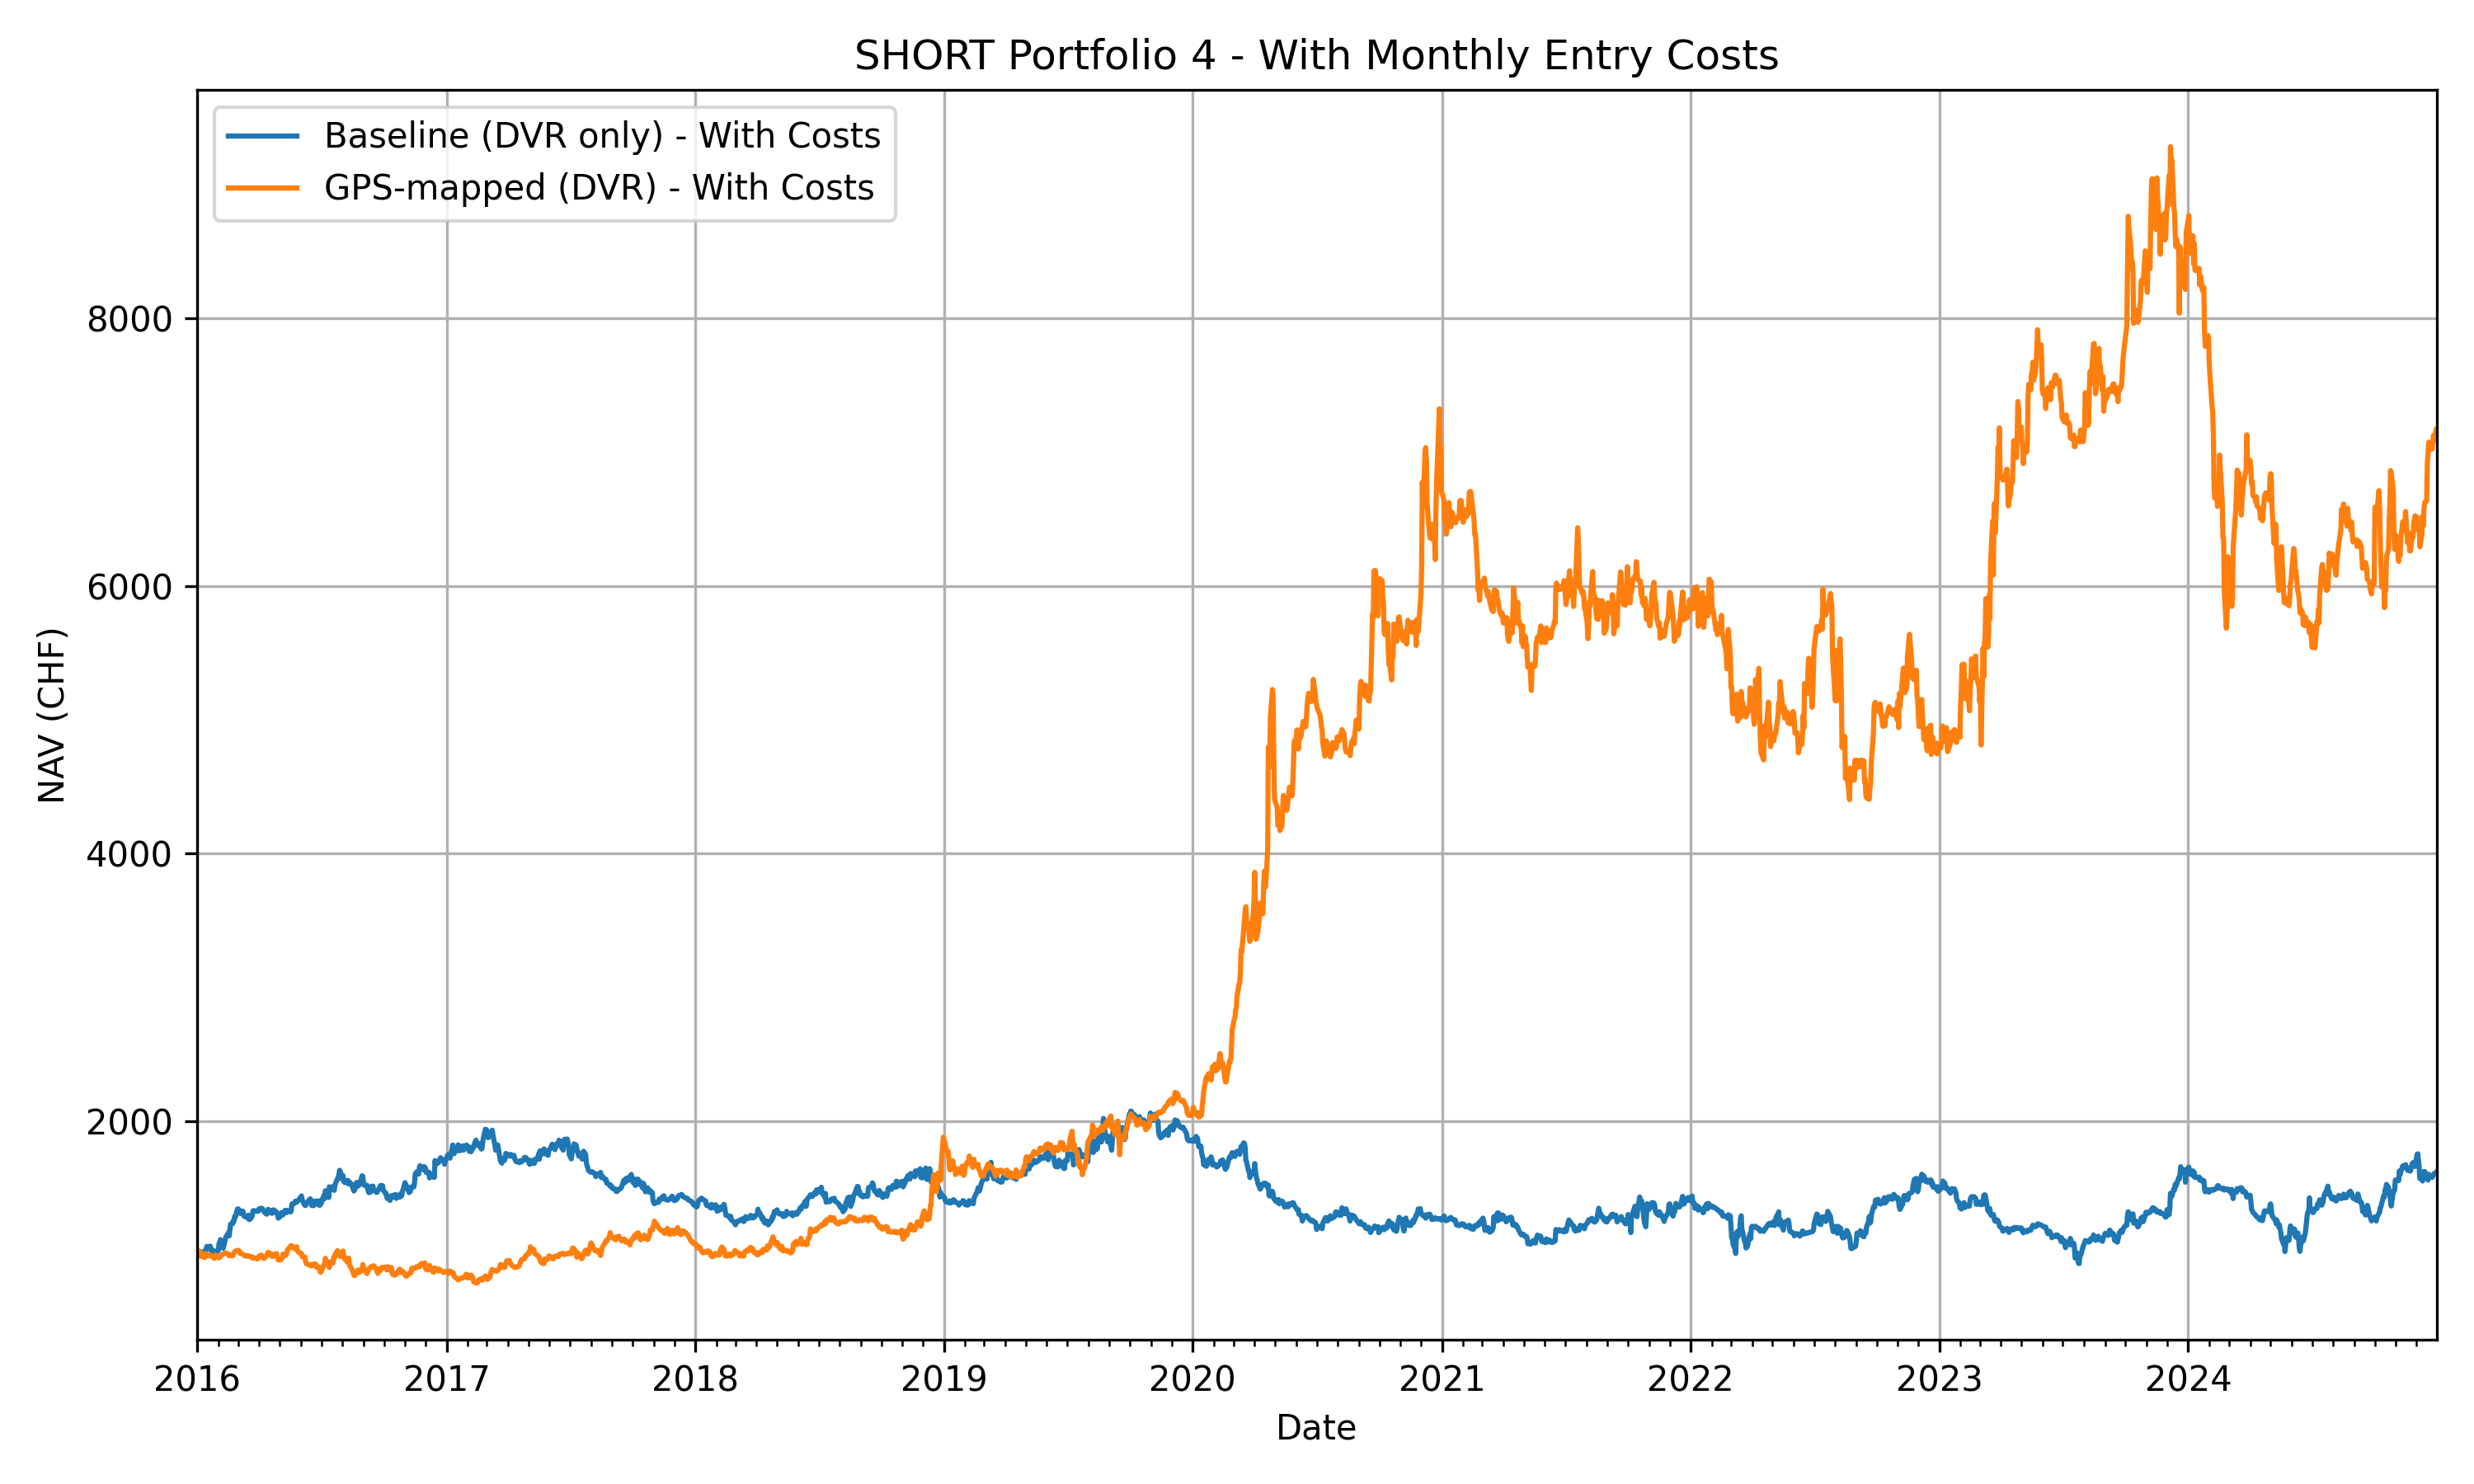 SHORT Portfolio 4 - With Monthly Entry Costs
Baseline (DVR only) - With Costs
GPS-mapped (DVR) - With Costs
8000
6000
4000
2000
NAV (CHF)
2016 2017 2018 2019 2020 2021 2022 2023 2024
Date